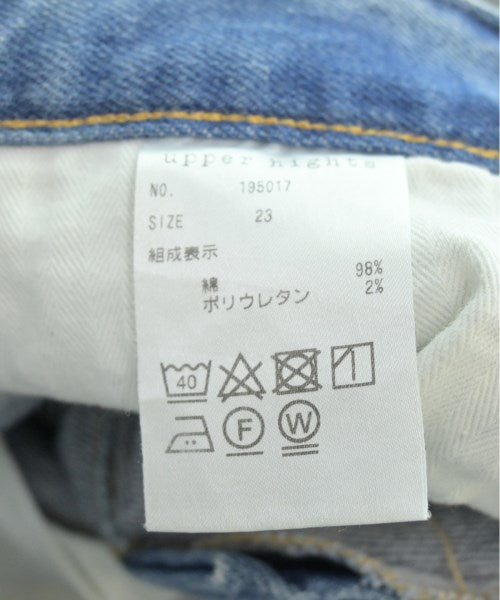 upper hights
NO. 195017
SIZE 23
組成表示
綿 98%
ポリウレタン 2%
40
F W